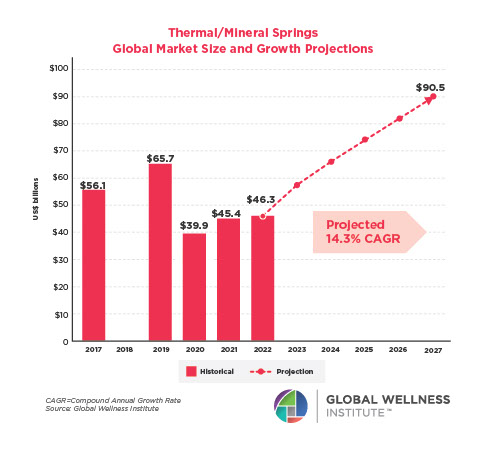 Thermal/Mineral Springs
Global Market Size and Growth Projections
US$ billions
$100
$90
$80
$70
$60
$50
$40
$30
$20
$10
0
$56.1
$65.7
$39.9
$45.4
$46.3
$90.5
Projected
14.3% CAGR
2017 2018 2019 2020 2021 2022 2023 2024 2025 2026 2027
Historical Projection
CAGR=Compound Annual Growth Rate
Source: Global Wellness Institute
GLOBAL WELLNESS
INSTITUTE™